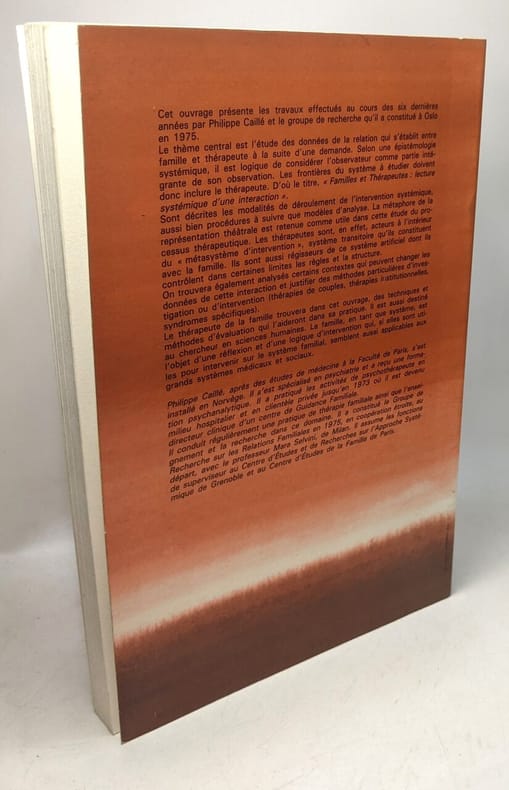 Cet ouvrage présente les travaux effectués au cours des six dernières
années par Philippe Caillé et le groupe de recherche qu'il a constitué à Oslo
en 1975.
Le thème central est l'étude des données de la relation qui s'établit entre
famille et thérapeute à la suite d'une demande. Selon une épistémologie
systémique, il est logique de considérer l'observateur comme partie inté-
grante de son observation. Les frontières du système à étudier doivent
donc inclure le thérapeute. D'où le titre, « Familles et Thérapeutes : lecture
systémique d'une interaction ».
Sont décrites les modalités de déroulement de l'intervention systémique,
aussi bien procédures à suivre que modèles d'analyse. La métaphore de la
représentation théâtrale est retenue comme utile dans cette étude du pro-
cessus thérapeutique. Les thérapeutes sont, en effet, acteurs à l'intérieur
du « métasystème d'intervention », système transitoire qu'ils constituent
avec la famille. Ils sont aussi régisseurs de ce système artificiel dont ils
contrôlent dans certaines limites les règles et la structure.
On trouvera également analysés certains contextes qui peuvent changer les
données de cette interaction et justifier des méthodes particulières d'inves-
tigation ou d'intervention (thérapies de couples, thérapies institutionnelles,
syndromes spécifiques).
Le thérapeute de la famille trouvera dans cet ouvrage, des techniques et
méthodes d'évaluation qui l'aideront dans sa pratique. Il est aussi destiné
au chercheur en sciences humaines. La famille, en tant que système, est
l'objet d'une réflexion et d'une logique d'intervention qui, si elles sont uti-
les pour intervenir sur le système familial, semblent aussi applicables aux
grands systèmes médicaux et sociaux.
Philippe Caillé, après des études de médecine à la Faculté de Paris, s'est
installé en Norvège. Il s'est spécialisé en psychiatrie et a reçu une forma-
tion psychanalytique. Il a pratiqué les activités de psychothérapeute en
milieu hospitalier et en clientèle privée jusqu'en 1973 où il est devenu
directeur clinique d'un centre de Guidance Familiale.
Il conduit régulièrement une pratique de thérapie familiale ainsi que l'ensei-
gnement et la recherche dans ce domaine. Il a constitué le Groupe de
Recherche sur les Relations Familiales en 1975, en coopération étroite, au
départ, avec le professeur Mara Selvini, de Milan. Il assume les fonctions
de superviseur au Centre d'Études et de Recherches sur l'Approche Systé-
mique de Grenoble et au Centre d'Études de la Famille de Paris.